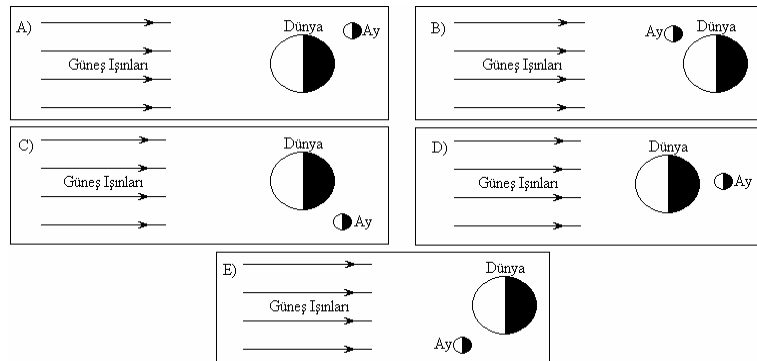 A)
Güneş Işınları
Dünya
Ay
B)
Güneş Işınları
Ay
Dünya
C)
Güneş Işınları
Dünya
Ay
D)
Güneş Işınları
Dünya
Ay
E)
Güneş Işınları
Dünya
Ay